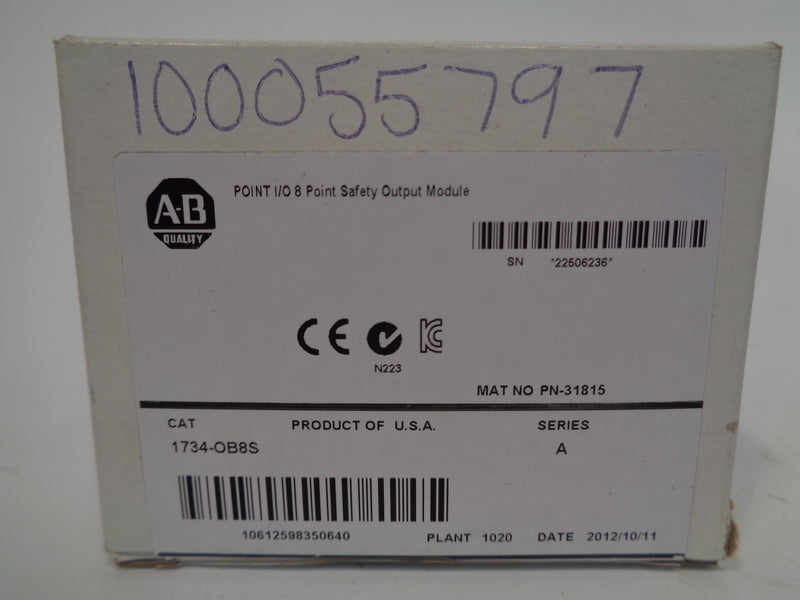 100055797
A-B
QUALITY
POINT I/O 8 Point Safety Output Module
SN *22506236*
CE
N223
MAT NO PN-31815
CAT PRODUCT OF U.S.A. SERIES
1734-OB8S A
10612598350640 PLANT 1020 DATE 2012/10/11